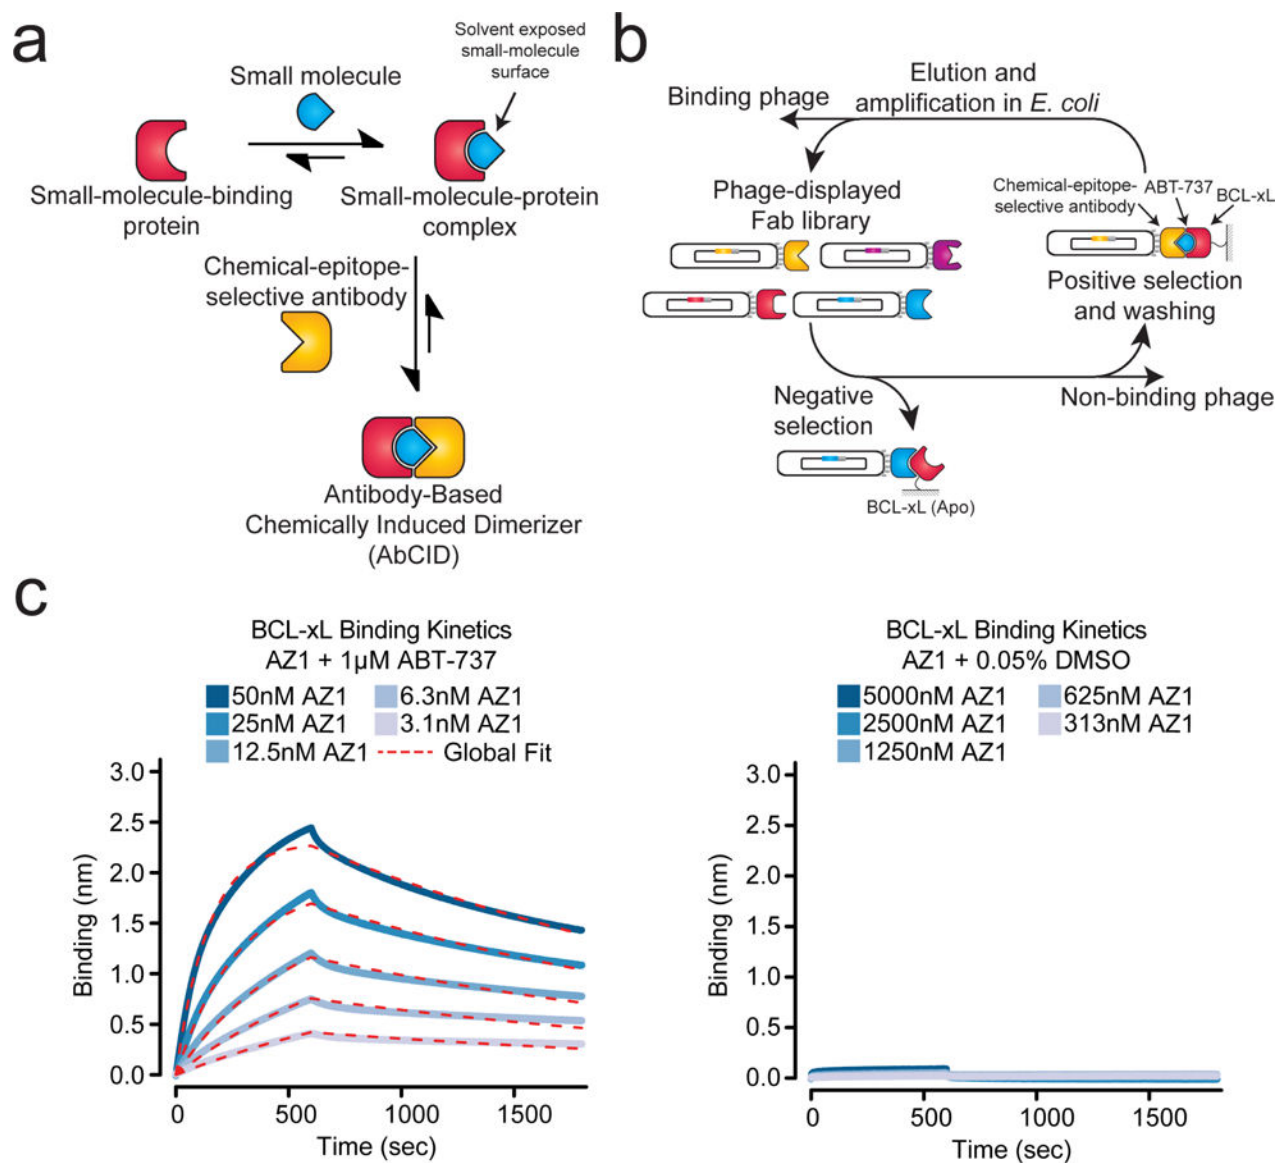 a
Small molecule
Solvent exposed
small-molecule
surface
Small-molecule-binding
protein
Small-molecule-protein
complex
Chemical-epitope-
selective antibody
Antibody-Based
Chemically Induced Dimerizer
(AbCID)
b
Elution and
amplification in E. coli
Binding phage
Phage-displayed
Fab library
Chemical-epitope-
selective antibody
ABT-737
BCL-xL
Positive selection
and washing
Negative
selection
Non-binding phage
BCL-xL (Apo)
c
BCL-xL Binding Kinetics
AZ1 + 1µM ABT-737
50nM AZ1
6.3nM AZ1
25nM AZ1
3.1nM AZ1
12.5nM AZ1
Global Fit
3.0
2.5
2.0
1.5
1.0
0.5
0.0
Binding (nm)
0
500
1000
1500
Time (sec)
BCL-xL Binding Kinetics
AZ1 + 0.05% DMSO
5000nM AZ1
625nM AZ1
2500nM AZ1
313nM AZ1
1250nM AZ1
3.0
2.5
2.0
1.5
1.0
0.5
0.0
Binding (nm)
0
500
1000
1500
Time (sec)